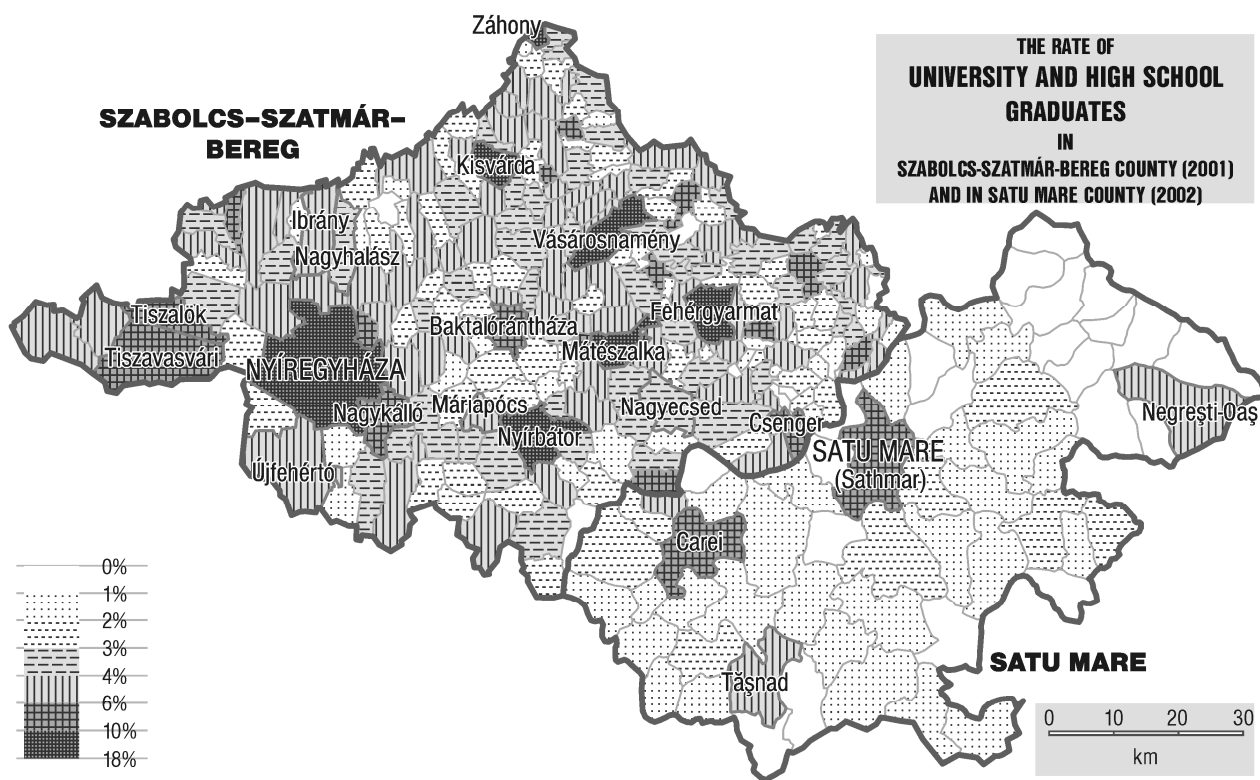 Záhony
THE RATE OF
UNIVERSITY AND HIGH SCHOOL
GRADUATES
IN
SZABOLCS-SZATMÁR-BEREG COUNTY (2001)
AND IN SATU MARE COUNTY (2002)
SZABOLCS–SZATMÁR–
BEREG
Kisvárda
Ibrány
Vásárosnamény
Nagyhalász
Tiszalök
Fehérgyarmat
Baktalórántháza
Tiszavasvári
Mátészalka
NYÍREGYHÁZA
Nagykálló
Máriapócs
Nagyecsed
Negreşti-Oaş
Csenger
Nyírbátor
SATU MARE
(Sathmar)
Újfehértó
Carei
0%
1%
2%
3%
4%
6%
10%
18%
SATU MARE
Tăşnad
0 10 20 30
km